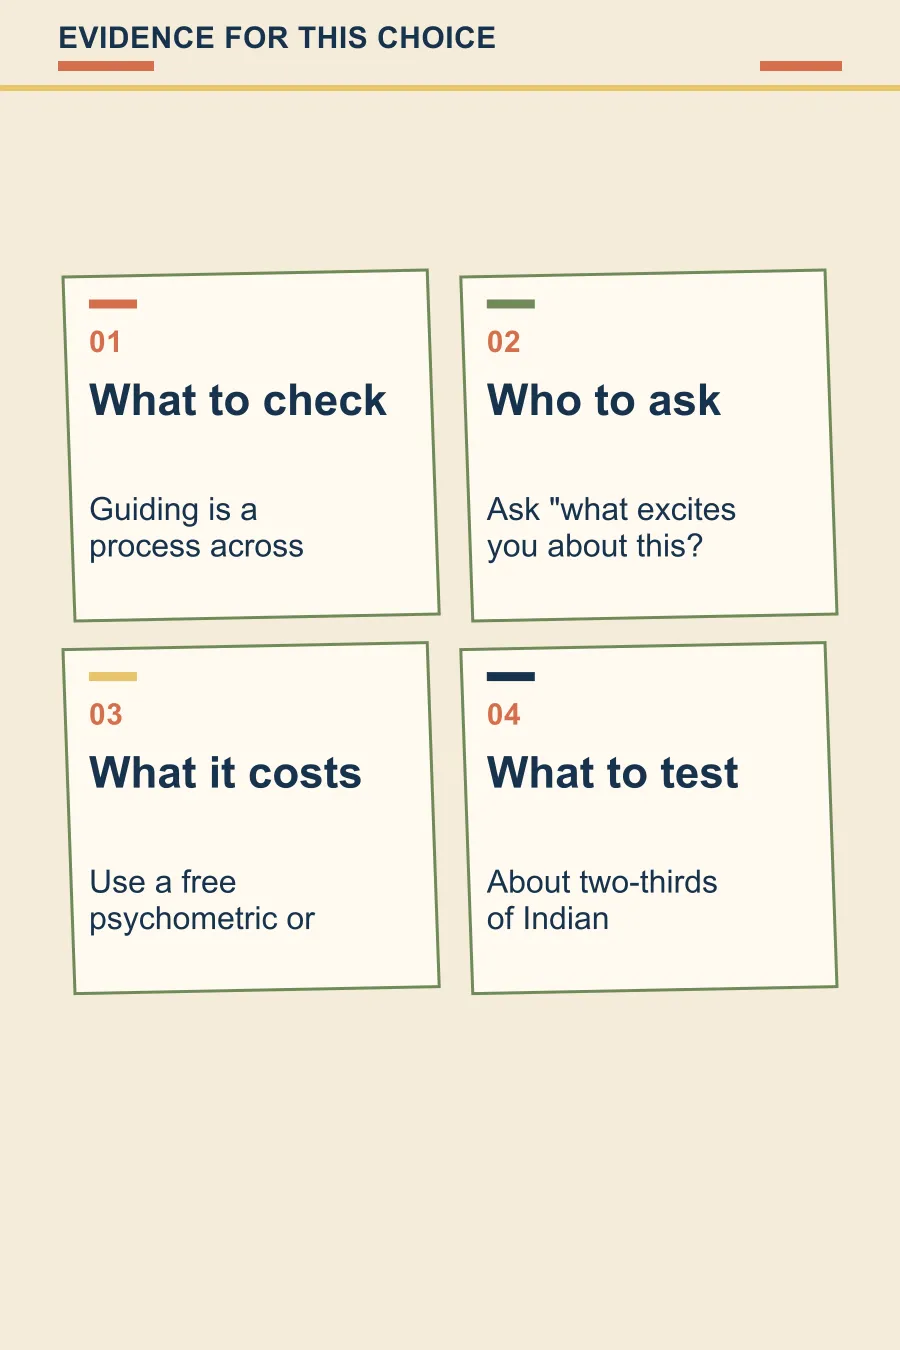 EVIDENCE FOR THIS CHOICE
01
What to check
Guiding is a
process across
02
Who to ask
Ask "what excites
you about this?
03
What it costs
Use a free
psychometric or
04
What to test
About two-thirds
of Indian